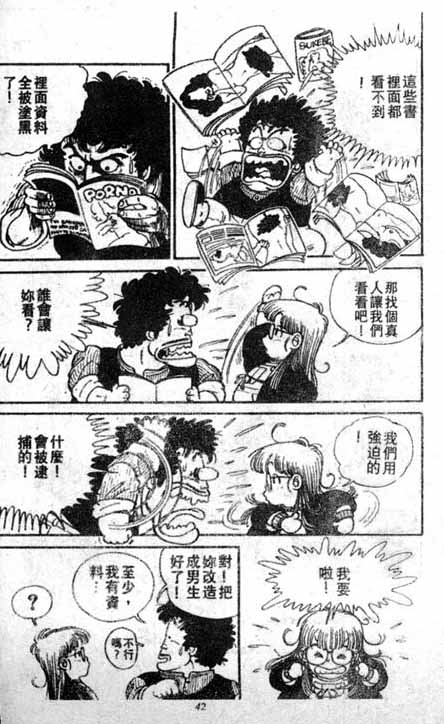 這些書
裡面都
看不到
！
裡面資料
全被塗黑
了！
PORNO
那找個真
人讓我們
看看吧！
誰會讓
妳看？
我們用
強迫的
！
什麼！
會被逮
捕的！
我要
啦！
對！把
妳改造
成男生
好了！
至少，
我有資
料…
不行
嗎？
？
42